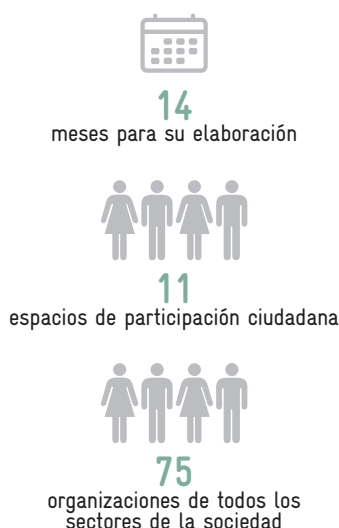 14
meses para su elaboración
11
espacios de participación ciudadana
75
organizaciones de todos los
sectores de la sociedad